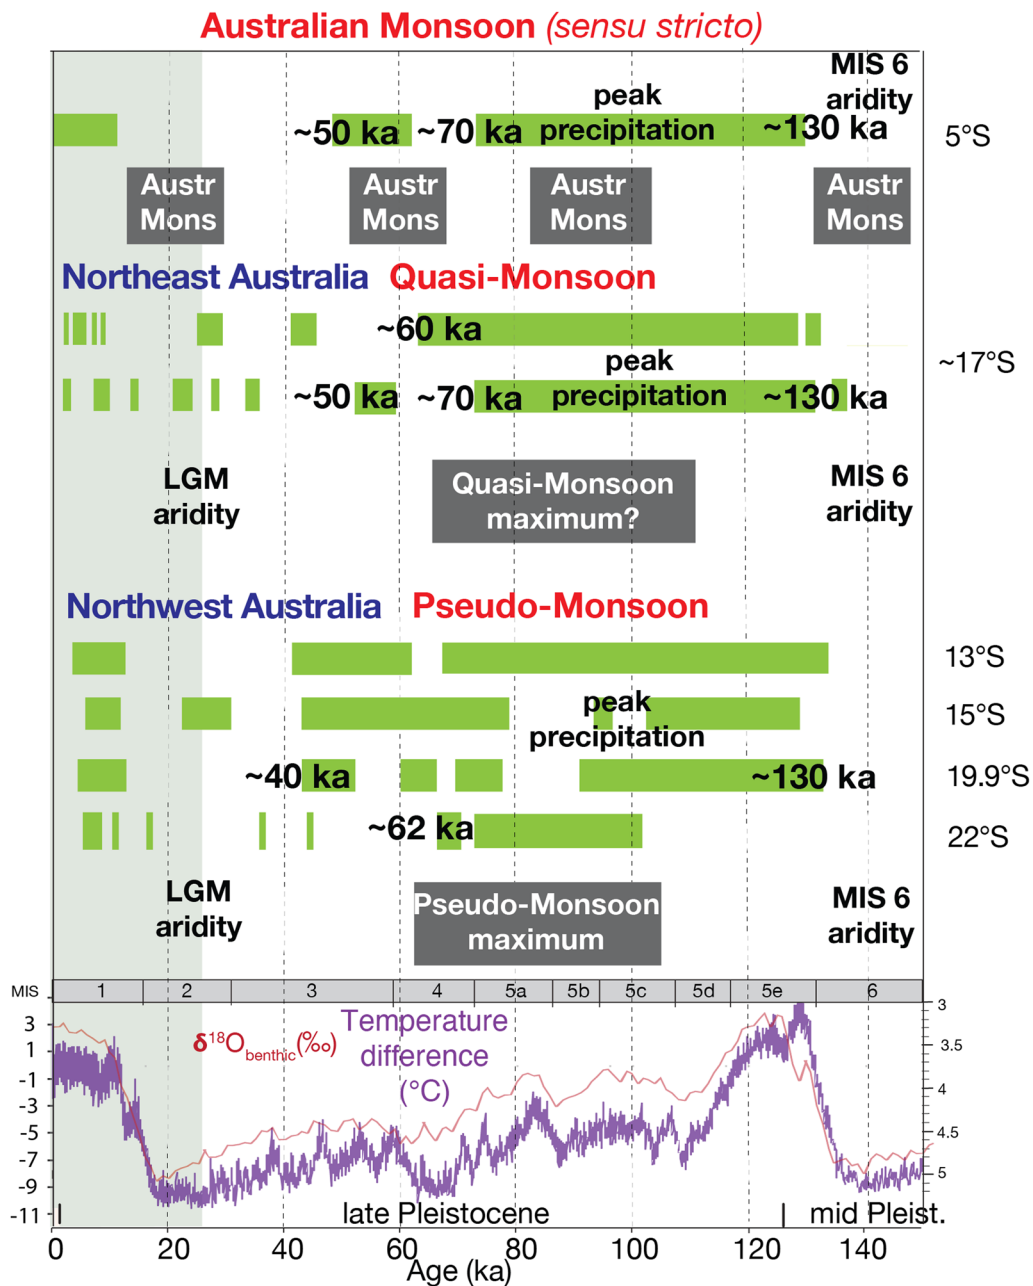 Australian Monsoon (sensu stricto)
MIS 6
aridity
peak
precipitation
~50 ka
~70 ka
~130 ka
5°S
Austr
Mons
Austr
Mons
Austr
Mons
Austr
Mons
Northeast Australia Quasi-Monsoon
~60 ka
~17°S
peak
precipitation
~50 ka
~70 ka
~130 ka
LGM
aridity
Quasi-Monsoon
maximum?
MIS 6
aridity
Northwest Australia Pseudo-Monsoon
13°S
15°S
peak
precipitation
~40 ka
~130 ka
19.9°S
~62 ka
22°S
LGM
aridity
Pseudo-Monsoon
maximum
MIS 6
aridity
MIS 1 2 3 4 5a 5b 5c 5d 5e 6
3
1
-1
-3
-5
-7
-9
-11
δ¹⁸Obenthic(‰)
Temperature
difference
(°C)
3
3.5
4
4.5
5
late Pleistocene
mid Pleist.
0 20 40 60 80 100 120 140
Age (ka)